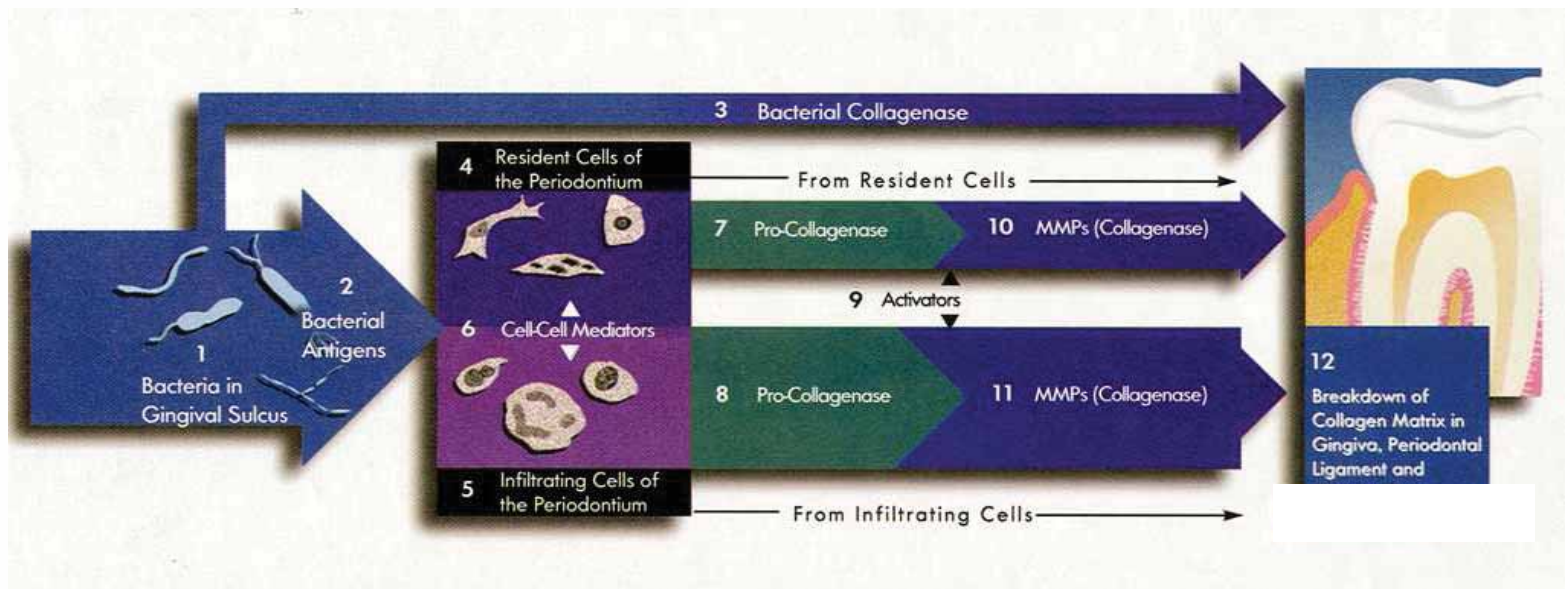 3 Bacterial Collagenase
4 Resident Cells of
the Periodontium
From Resident Cells
7 Pro-Collagenase
10 MMPs (Collagenase)
2
Bacterial
Antigens
9 Activators
6 Cell-Cell Mediators
1
Bacteria in
Gingival Sulcus
8 Pro-Collagenase
11 MMPs (Collagenase)
5 Infiltrating Cells of
the Periodontium
From Infiltrating Cells
12
Breakdown of
Collagen Matrix in
Gingiva, Periodontal
Ligament and